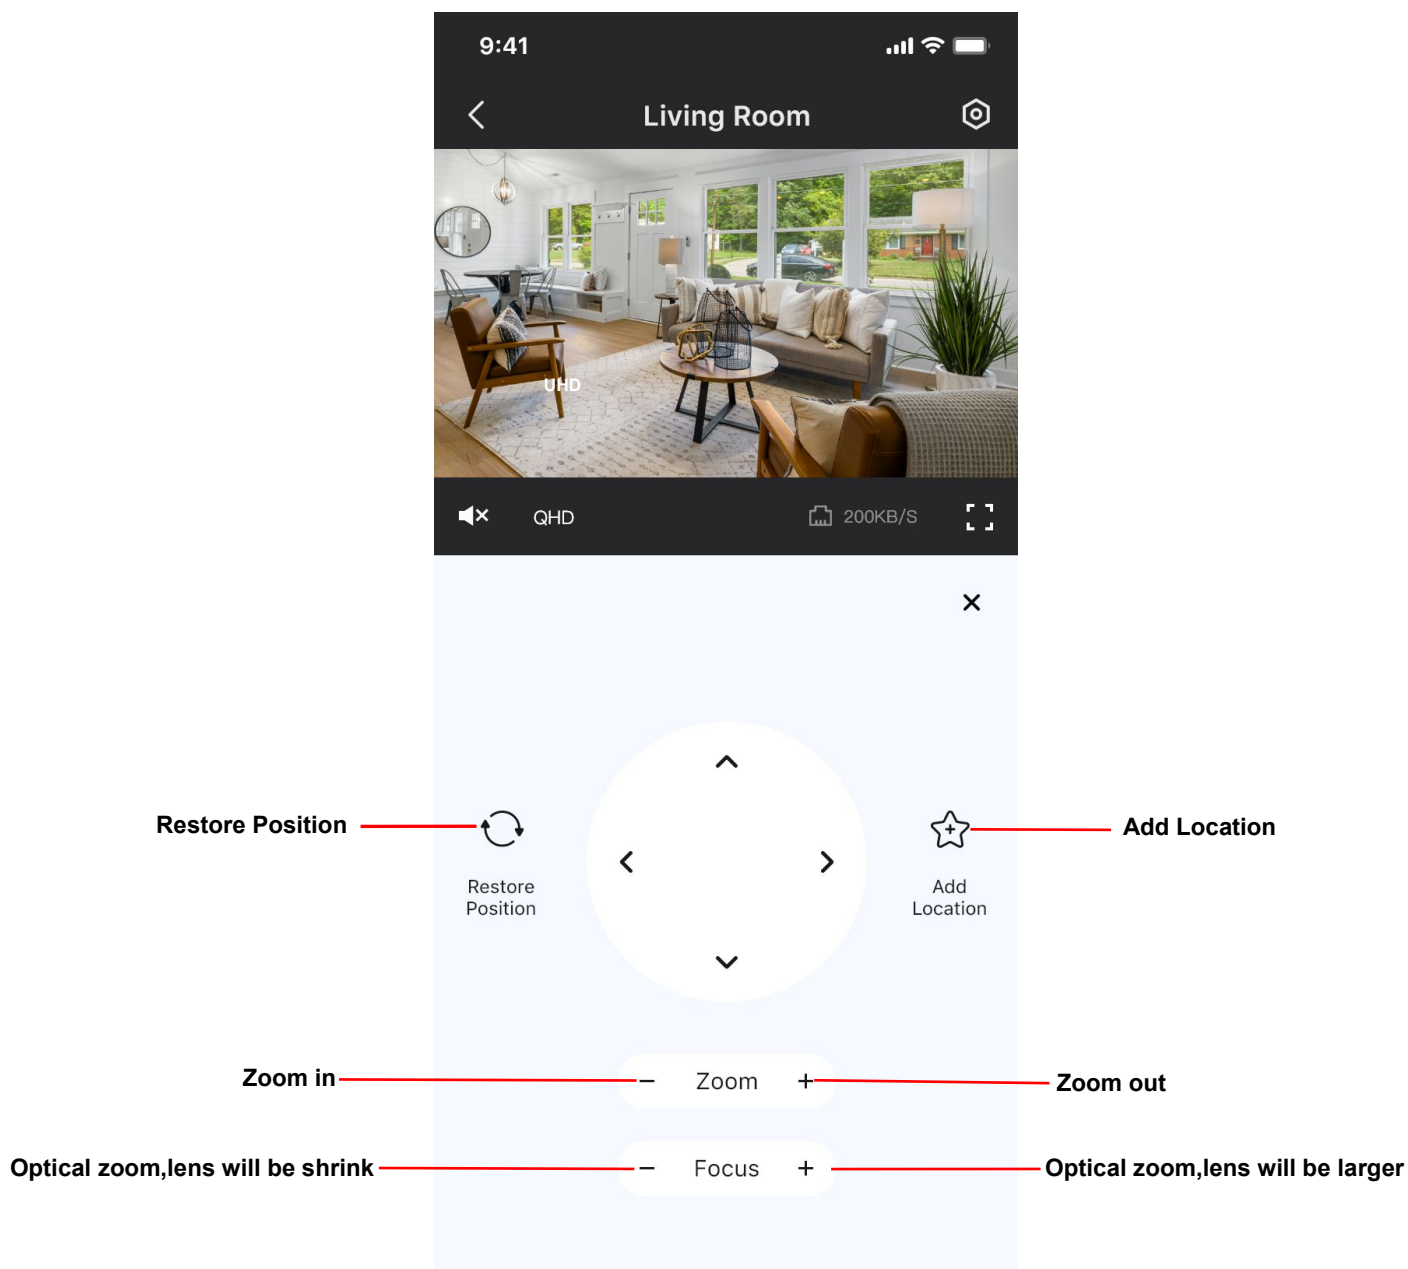 9:41
Living Room
UHD
QHD
200KB/S
Restore Position
Add Location
Restore
Position
Add
Location
Zoom in
− Zoom +
Zoom out
Optical zoom,lens will be shrink
− Focus +
Optical zoom,lens will be larger